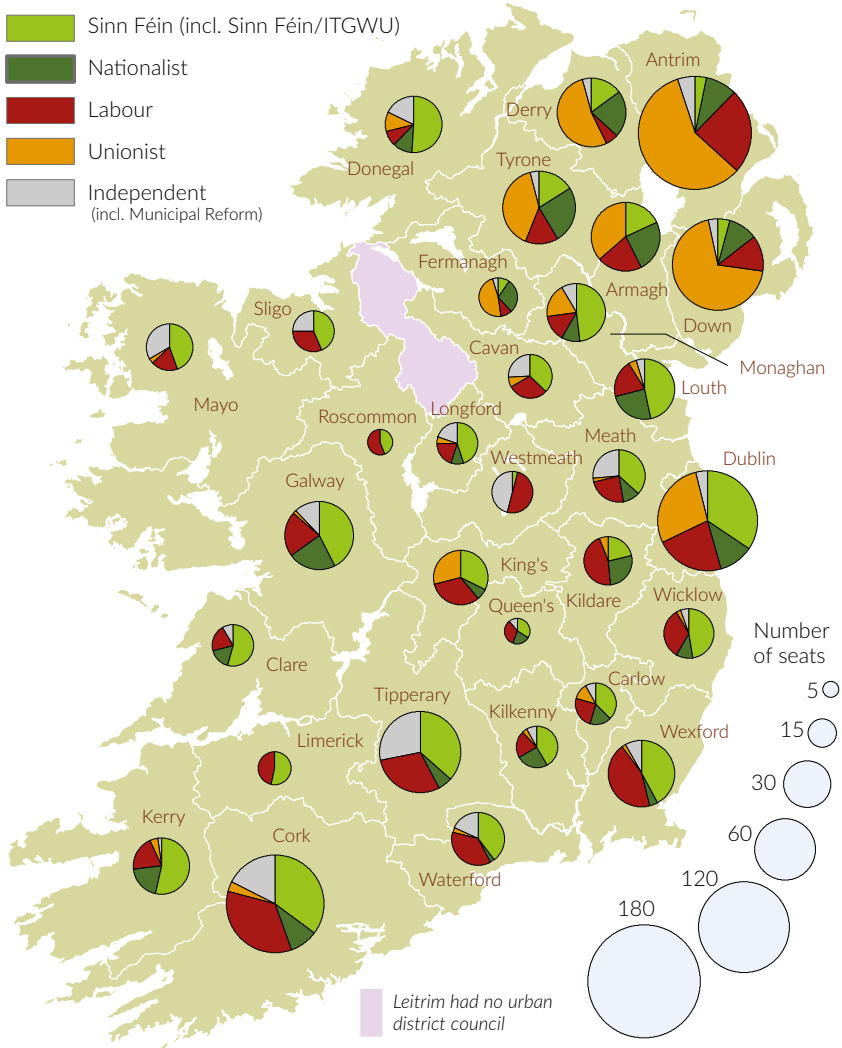 Sinn Féin (incl. Sinn Féin/ITGWU)
Nationalist
Labour
Unionist
Independent
(incl. Municipal Reform)
Antrim
Derry
Donegal
Tyrone
Fermanagh
Armagh
Down
Sligo
Cavan
Monaghan
Louth
Mayo
Roscommon
Longford
Westmeath
Meath
Dublin
Galway
King's
Queen's
Kildare
Wicklow
Number
of seats
Clare
Carlow
5
Tipperary
Kilkenny
Wexford
15
Limerick
30
Kerry
Cork
60
Waterford
120
180
Leitrim had no urban
district council